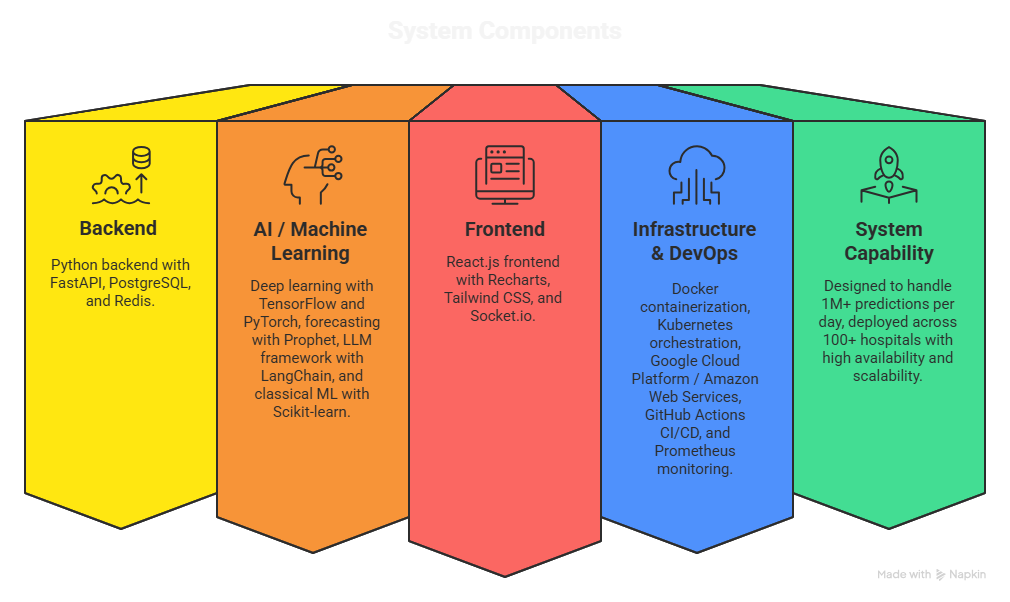 System Components
Backend
Python backend with
FastAPI, PostgreSQL,
and Redis.
AI / Machine
Learning
Deep learning with
TensorFlow and
PyTorch, forecasting
with Prophet, LLM
framework with
LangChain, and
classical ML with
Scikit-learn.
Frontend
React.js frontend
with Recharts,
Tailwind CSS, and
Socket.io.
Infrastructure
& DevOps
Docker
containerization,
Kubernetes
orchestration,
Google Cloud
Platform / Amazon
Web Services,
GitHub Actions
CI/CD, and
Prometheus
monitoring.
System
Capability
Designed to handle
1M+ predictions per
day, deployed across
100+ hospitals with
high availability and
scalability.
Made with Napkin